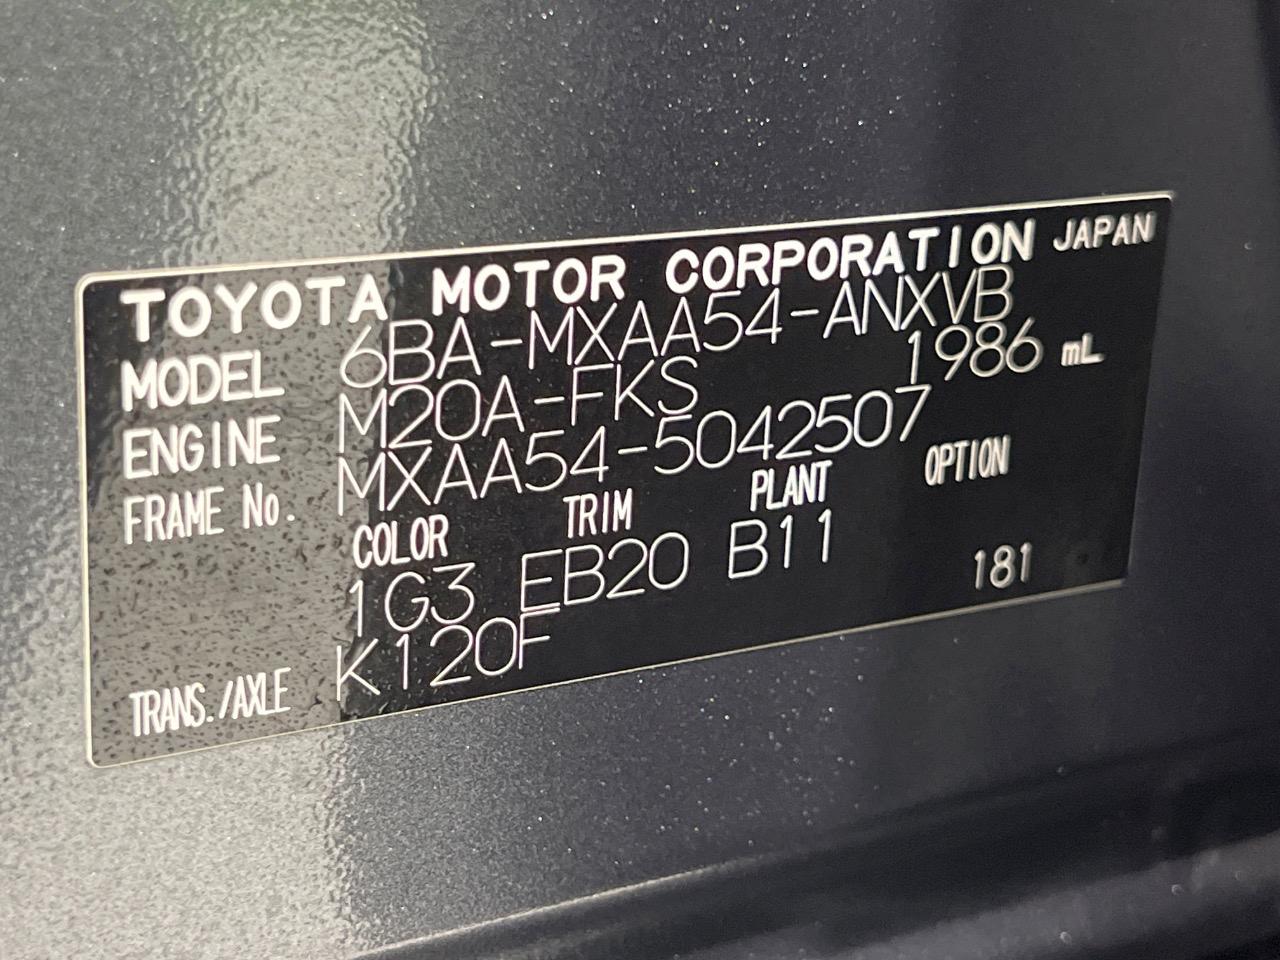 TOYOTA MOTOR CORPORATION JAPAN
MODEL 6BA-MXAA54-ANXVB
ENGINE M20A-FKS 1986 mL
FRAME No. MXAA54-5042507
COLOR TRIM PLANT OPTION
1G3 EB20 B11
181
TRANS./AXLE K120F